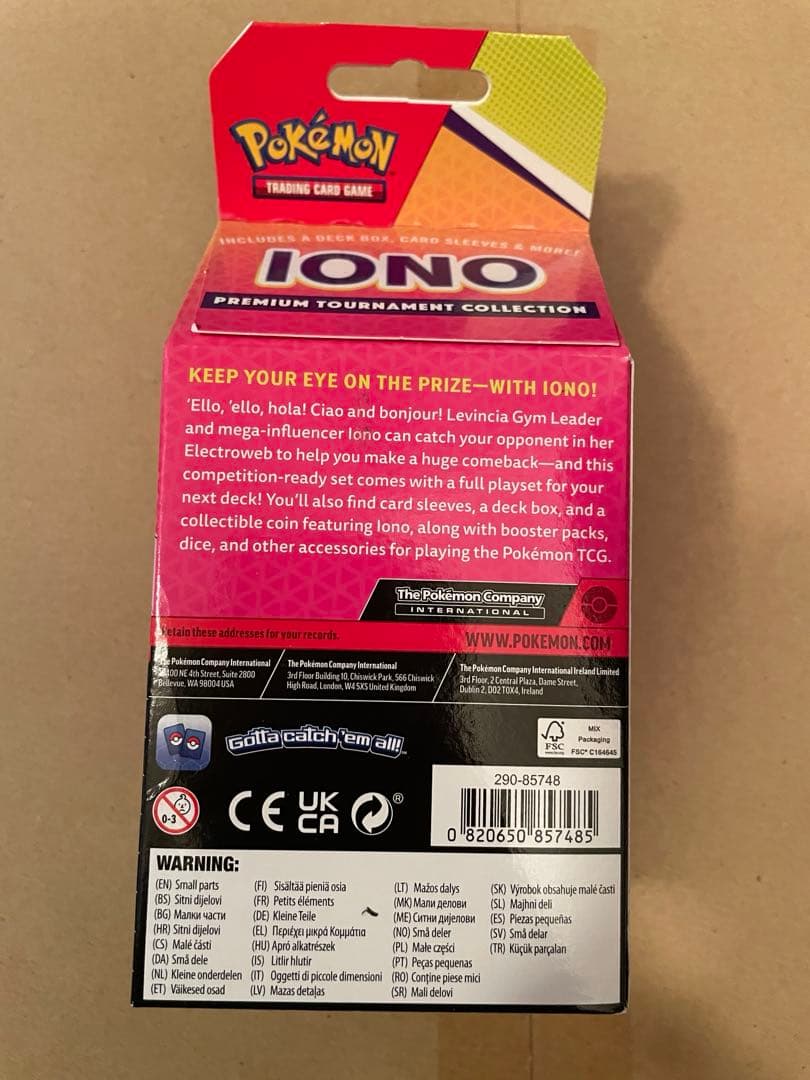 POKéMON
TRADING CARD GAME
INCLUDES A DECK BOX, CARD SLEEVES & MORE!
IONO
PREMIUM TOURNAMENT COLLECTION
KEEP YOUR EYE ON THE PRIZE—WITH IONO!
'Ello, 'ello, hola! Ciao and bonjour! Levincia Gym Leader
and mega-influencer Iono can catch your opponent in her
Electroweb to help you make a huge comeback—and this
competition-ready set comes with a full playset for your
next deck! You'll also find card sleeves, a deck box, and a
collectible coin featuring Iono, along with booster packs,
dice, and other accessories for playing the Pokémon TCG.
The Pokémon Company
INTERNATIONAL
Retain these addresses for your records.
WWW.POKEMON.COM
The Pokémon Company International
NE 4th Street, Suite 2800
Bellevue, WA 98004 USA
The Pokémon Company International
3rd Floor Building 10, Chiswick Park, 566 Chiswick
High Road, London, W4 5XS United Kingdom
The Pokémon Company International Ireland Limited
3rd Floor, 2 Central Plaza, Dame Street,
Dublin 2, D02 T0X4, Ireland
Gotta catch 'em all!™
FSC
MIX
Packaging
FSC® C164645
0-3
CE
UK
CA
®
290-85748
0 820650 857485
WARNING:
(EN) Small parts
(BS) Sitni dijelovi
(BG) Малки части
(HR) Sitni dijelovi
(CS) Malé části
(DA) Små dele
(NL) Kleine onderdelen
(ET) Väikesed osad
(FI) Sisältää pieniä osia
(FR) Petits éléments
(DE) Kleine Teile
(EL) Περιέχει μικρά Κομμάτια
(HU) Apró alkatrészek
(IS) Litlir hlutir
(IT) Oggetti di piccole dimensioni
(LV) Mazas detaļas
(LT) Mažos dalys
(MK) Мали делови
(ME) Ситни дијелови
(NO) Små deler
(PL) Małe części
(PT) Peças pequenas
(RO) Conține piese mici
(SR) Mali delovi
(SK) Výrobok obsahuje malé časti
(SL) Majhni deli
(ES) Piezas pequeñas
(SV) Små delar
(TR) Küçük parçaları